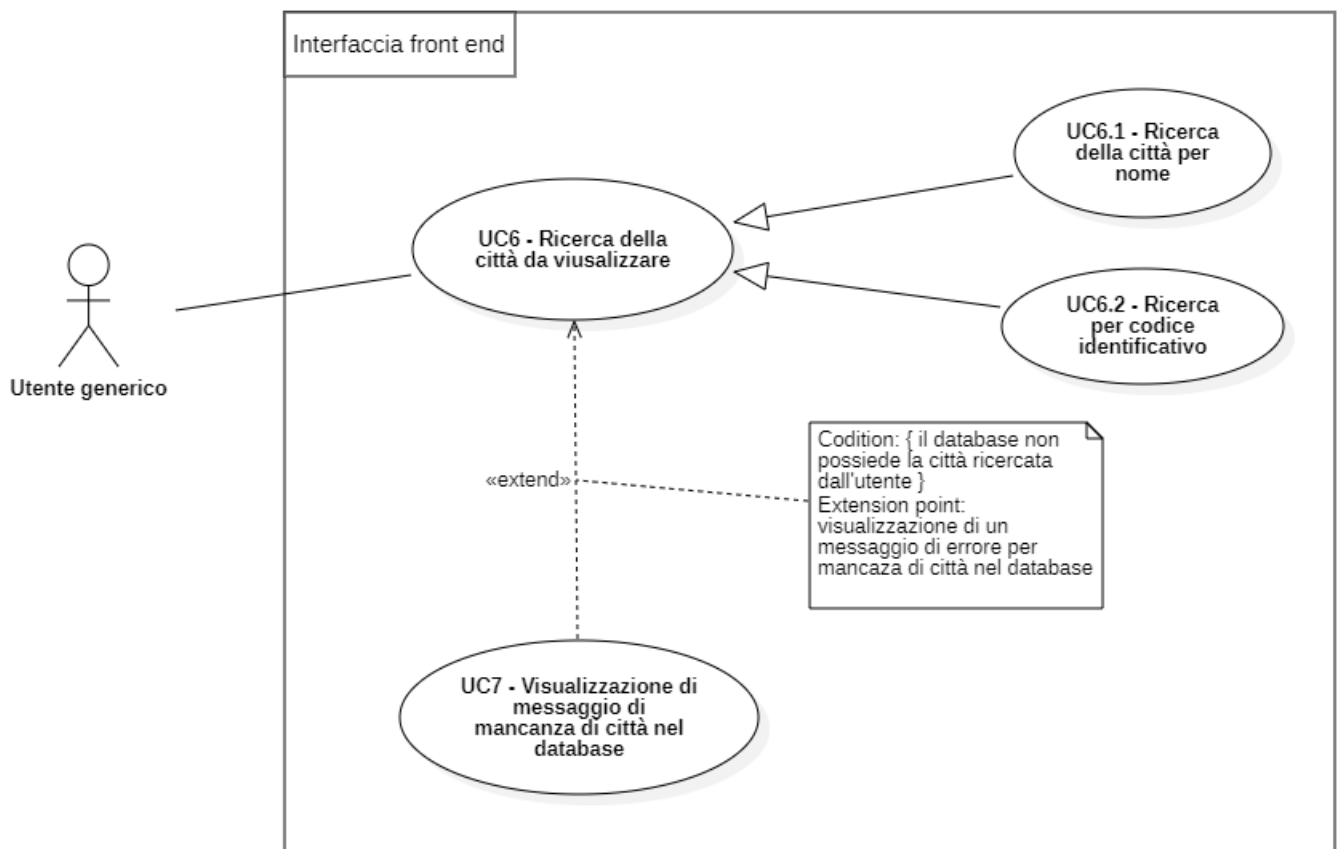 Interfaccia front end
UC6.1 - Ricerca
della città per
nome
UC6 - Ricerca della
città da viusalizzare
UC6.2 - Ricerca
per codice
identificativo
Utente generico
Codition: { il database non
possiede la città ricercata
dall'utente }
Extension point:
visualizzazione di un
messaggio di errore per
mancaza di città nel database
«extend»
UC7 - Visualizzazione di
messaggio di
mancanza di città nel
database